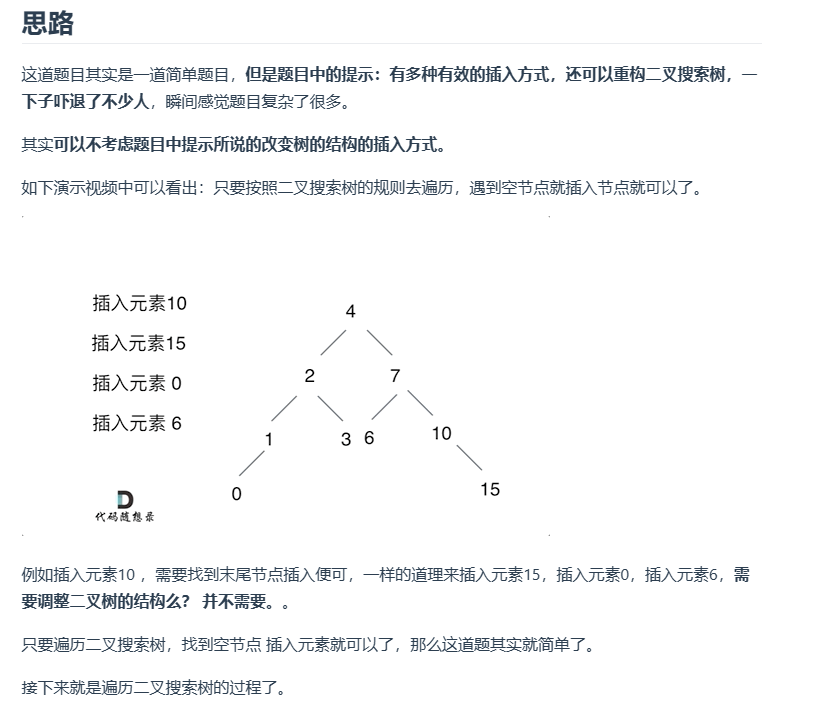 思路
这道题目其实是一道简单题目，但是题目中的提示：有多种有效的插入方式，还可以重构二叉搜索树，一
下子吓退了不少人，瞬间感觉题目复杂了很多。
其实可以不考虑题目中提示所说的改变树的结构的插入方式。
如下演示视频中可以看出：只要按照二叉搜索树的规则去遍历，遇到空节点就插入节点就可以了。
插入元素10
插入元素15
插入元素 0
插入元素 6
4
2 7
1 3 6 10
0 15
代码随想录
例如插入元素10 ，需要找到末尾节点插入便可，一样的道理来插入元素15，插入元素0，插入元素6，需
要调整二叉树的结构么？ 并不需要。。
只要遍历二叉搜索树，找到空节点 插入元素就可以了，那么这道题其实就简单了。
接下来就是遍历二叉搜索树的过程了。